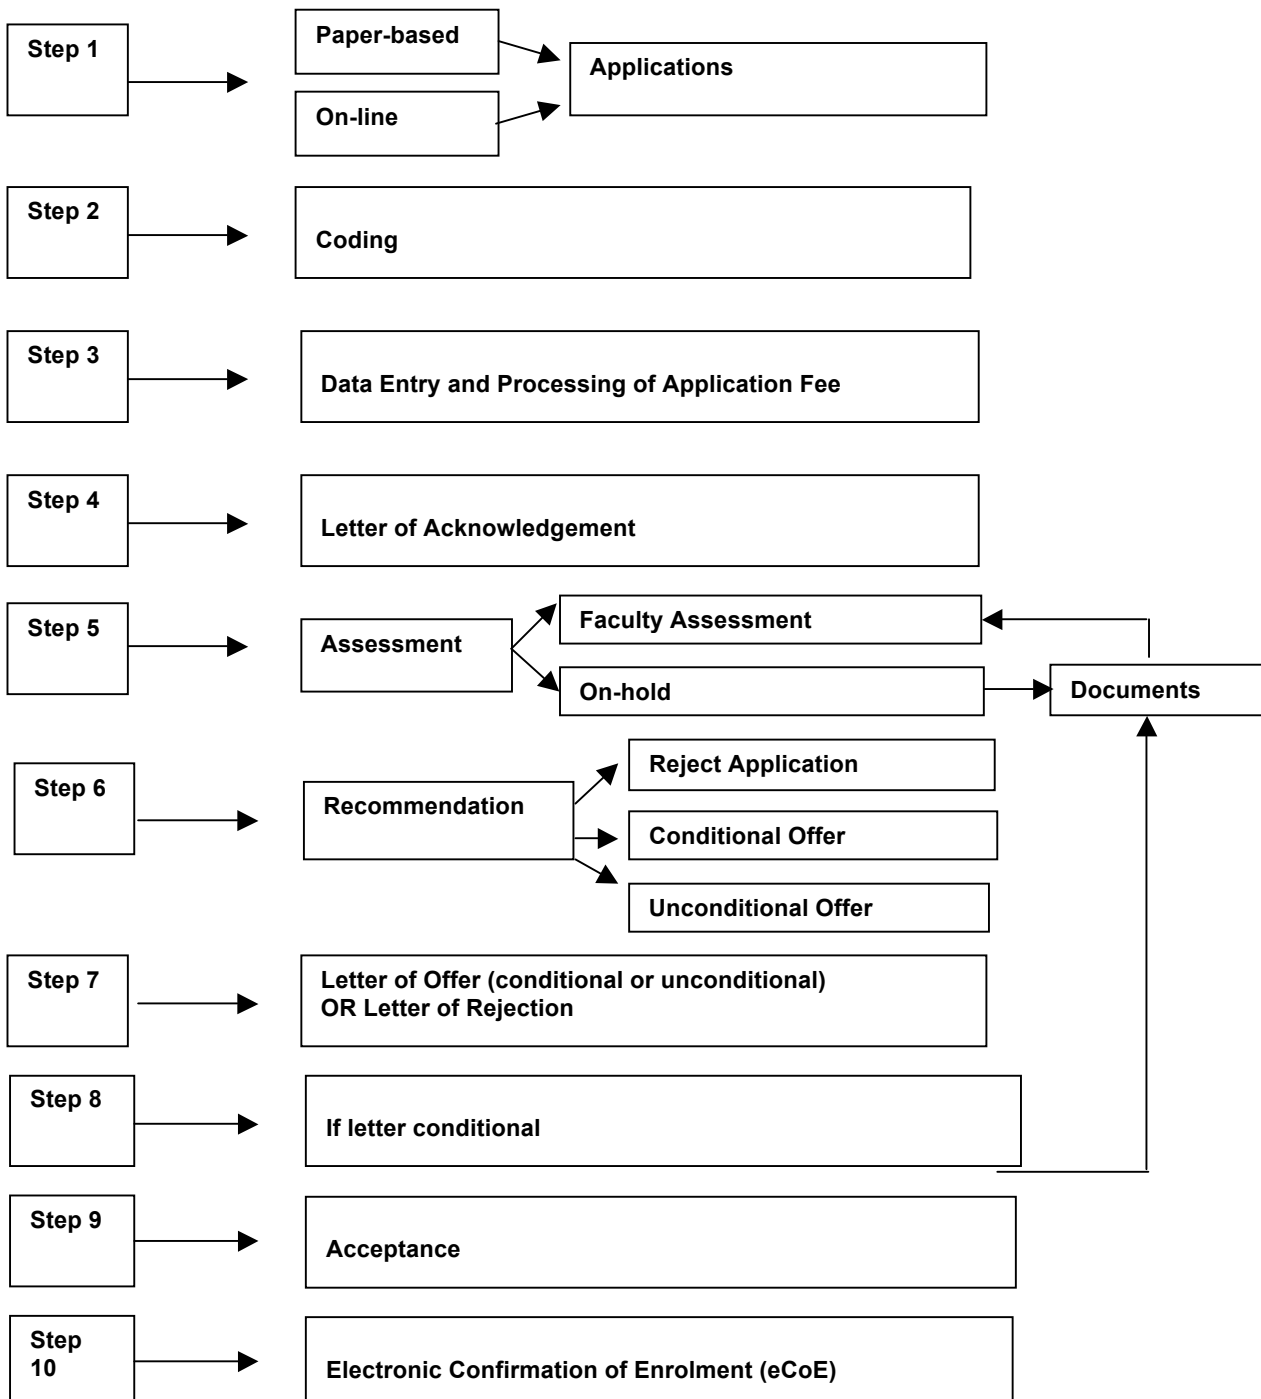 Step 1
Paper-based
Applications
On-line
Step 2
Coding
Step 3
Data Entry and Processing of Application Fee
Step 4
Letter of Acknowledgement
Step 5
Assessment
Faculty Assessment
On-hold
Documents
Step 6
Recommendation
Reject Application
Conditional Offer
Unconditional Offer
Step 7
Letter of Offer (conditional or unconditional)
OR Letter of Rejection
Step 8
If letter conditional
Step 9
Acceptance
Step
10
Electronic Confirmation of Enrolment (eCoE)